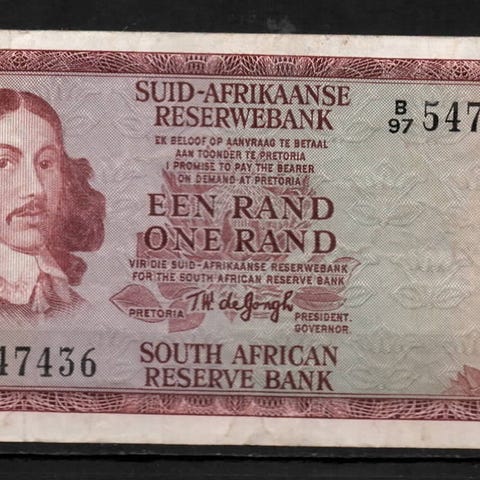 SUID-AFRIKAANSE
RESERWEBANK
B/97 547
EK BELOOF OP AANVRAAG TE BETAAL
AAN TOONDER TE PRETORIA
I PROMISE TO PAY THE BEARER
ON DEMAND AT PRETORIA
EEN RAND
ONE RAND
VIR DIE SUID-AFRIKAANSE RESERWEBANK
FOR THE SOUTH AFRICAN RESERVE BANK
PRETORIA TW de Jongh PRESIDENT.
GOVERNOR.
47436
SOUTH AFRICAN
RESERVE BANK